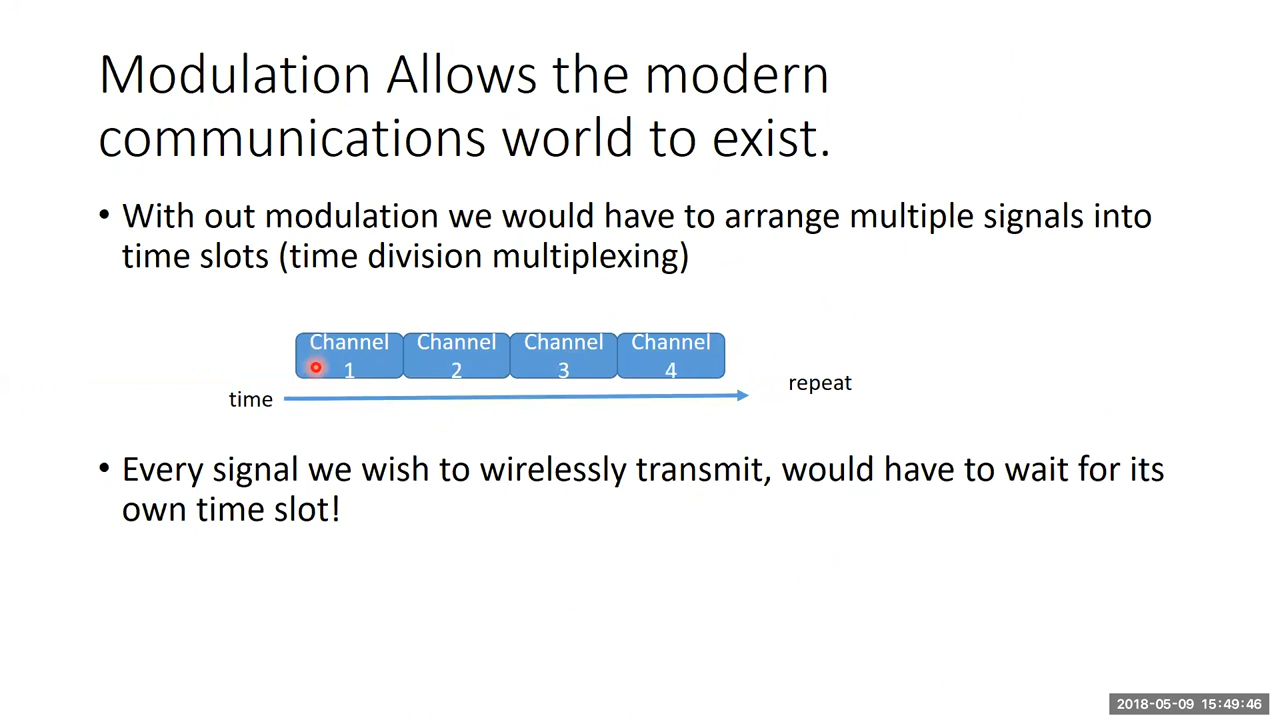 Modulation Allows the modern
communications world to exist.
• With out modulation we would have to arrange multiple signals into
time slots (time division multiplexing)
Channel 1
Channel 2
Channel 3
Channel 4
time
repeat
• Every signal we wish to wirelessly transmit, would have to wait for its
own time slot!
2018-05-09 15:49:46